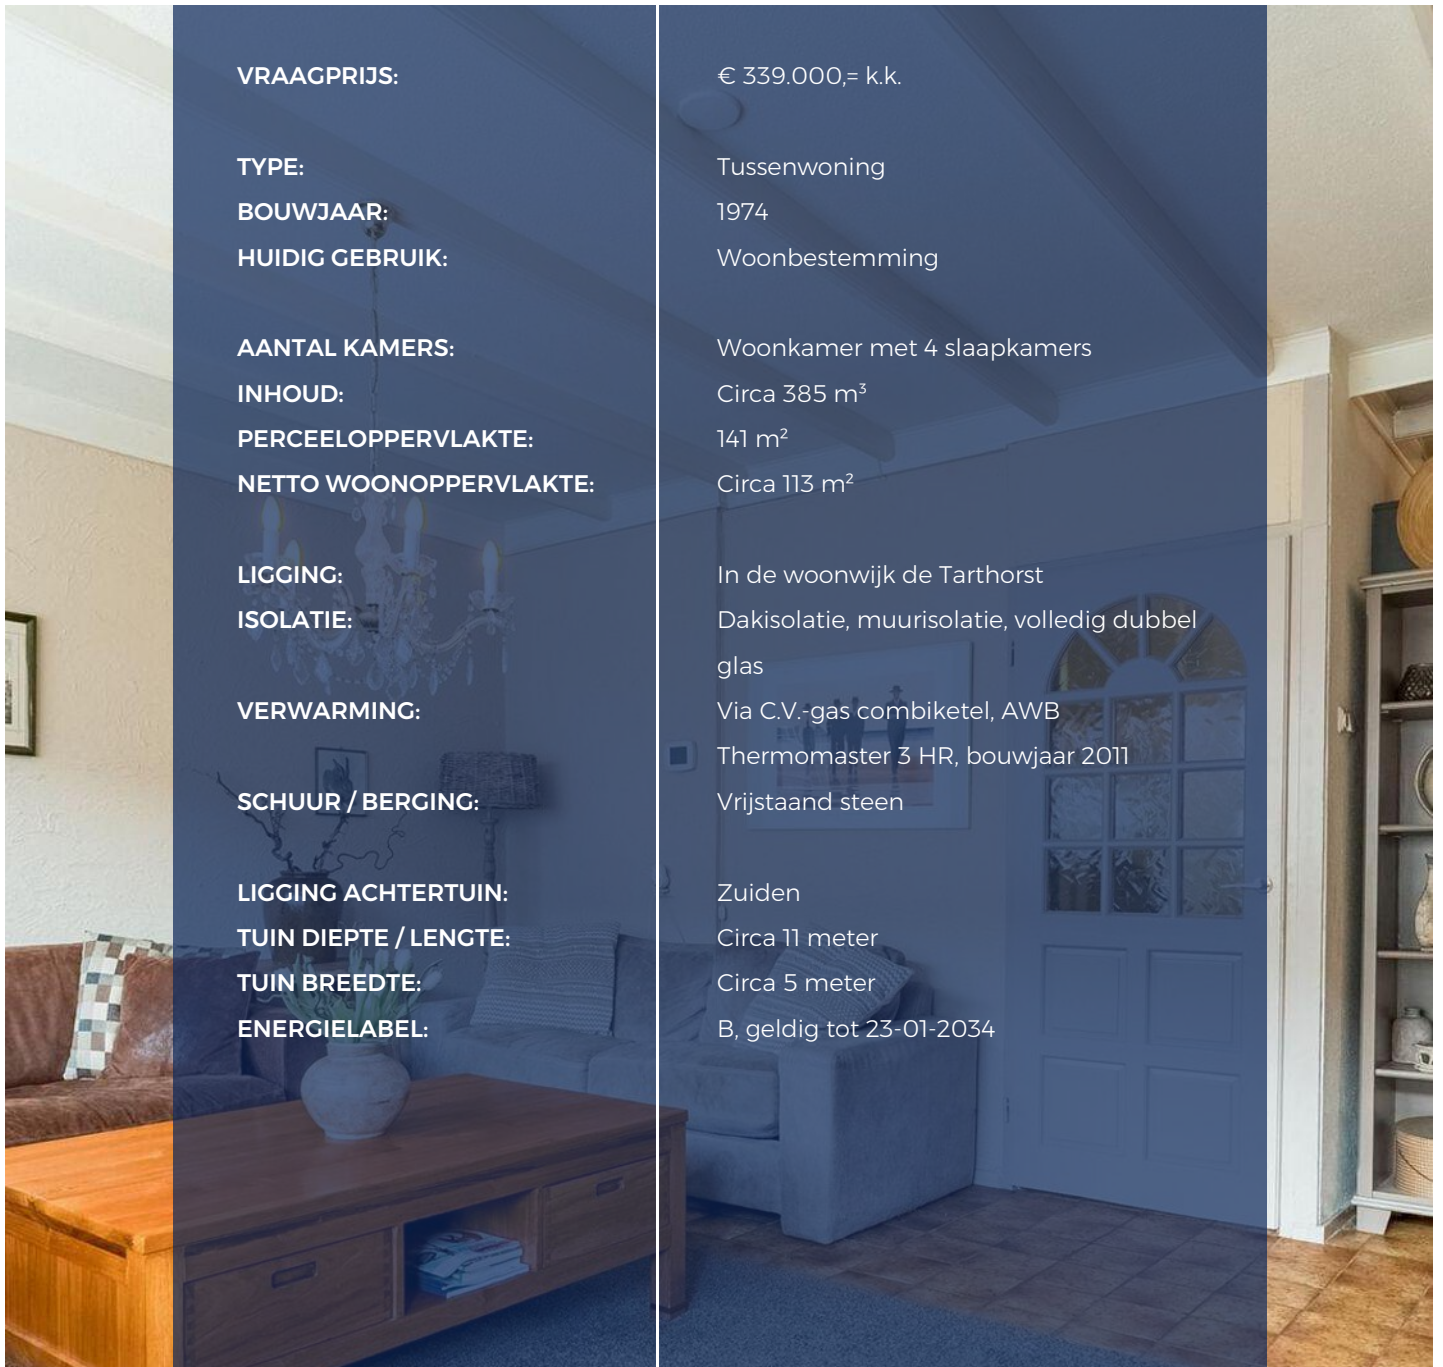 VRAAGPRIJS: € 339.000,= k.k.
TYPE: Tussenwoning
BOUWJAAR: 1974
HUIDIG GEBRUIK: Woonbestemming
AANTAL KAMERS: Woonkamer met 4 slaapkamers
INHOUD: Circa 385 m³
PERCEELOPPERVLAKTE: 141 m²
NETTO WOONOPPERVLAKTE: Circa 113 m²
LIGGING: In de woonwijk de Tarthorst
ISOLATIE: Dakisolatie, muurisolatie, volledig dubbel
glas
VERWARMING: Via C.V.-gas combiketel, AWB
Thermomaster 3 HR, bouwjaar 2011
SCHUUR / BERGING: Vrijstaand steen
LIGGING ACHTERTUIN: Zuiden
TUIN DIEPTE / LENGTE: Circa 11 meter
TUIN BREEDTE: Circa 5 meter
ENERGIELABEL: B, geldig tot 23-01-2034